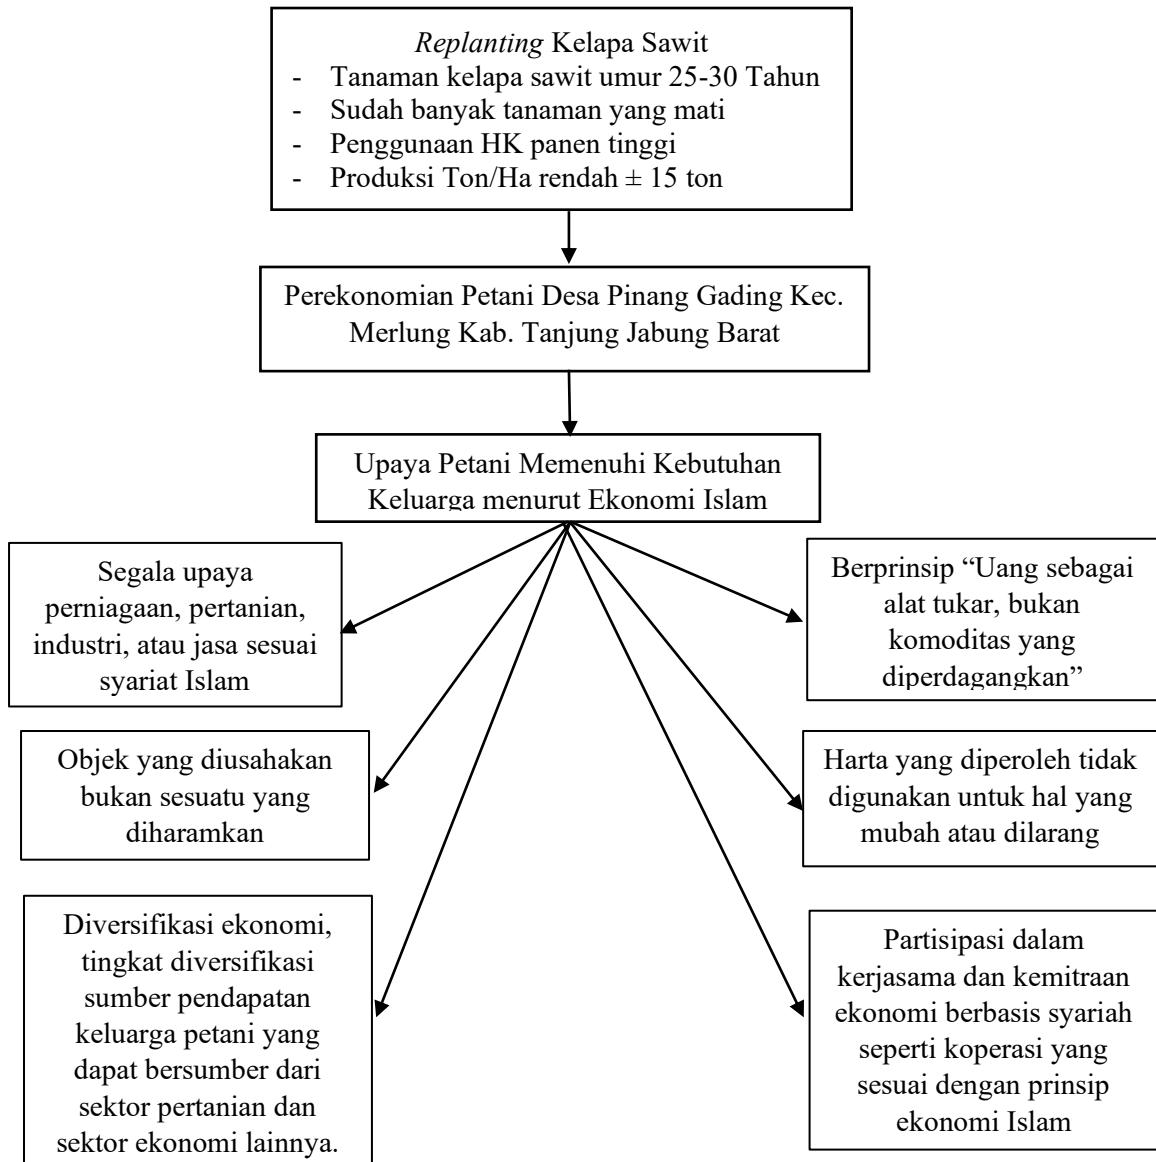 Replanting Kelapa Sawit
- Tanaman kelapa sawit umur 25-30 Tahun
- Sudah banyak tanaman yang mati
- Penggunaan HK panen tinggi
- Produksi Ton/Ha rendah ± 15 ton
Perekonomian Petani Desa Pinang Gading Kec.
Merlung Kab. Tanjung Jabung Barat
Upaya Petani Memenuhi Kebutuhan
Keluarga menurut Ekonomi Islam
Segala upaya
perniagaan, pertanian,
industri, atau jasa sesuai
syariat Islam
Berprinsip “Uang sebagai
alat tukar, bukan
komoditas yang
diperdagangkan”
Objek yang diusahakan
bukan sesuatu yang
diharamkan
Harta yang diperoleh tidak
digunakan untuk hal yang
mubah atau dilarang
Diversifikasi ekonomi,
tingkat diversifikasi
sumber pendapatan
keluarga petani yang
dapat bersumber dari
sektor pertanian dan
sektor ekonomi lainnya.
Partisipasi dalam
kerjasama dan kemitraan
ekonomi berbasis syariah
seperti koperasi yang
sesuai dengan prinsip
ekonomi Islam